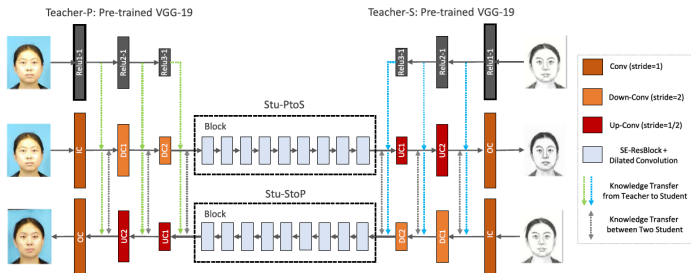 Teacher-P: Pre-trained VGG-19
Teacher-S: Pre-trained VGG-19
Relu1-1
Relu2-1
Relu3-1
Relu3-1
Relu2-1
Relu1-1
Stu-PtoS
Block
IC
DC1
DC2
UC1
UC2
OC
Stu-StoP
Block
OC
UC2
UC1
DC2
DC1
IC
Conv (stride=1)
Down-Conv (stride=2)
Up-Conv (stride=1/2)
SE-ResBlock +
Dilated Convolution
Knowledge Transfer
from Teacher to Student
Knowledge Transfer
between Two Student